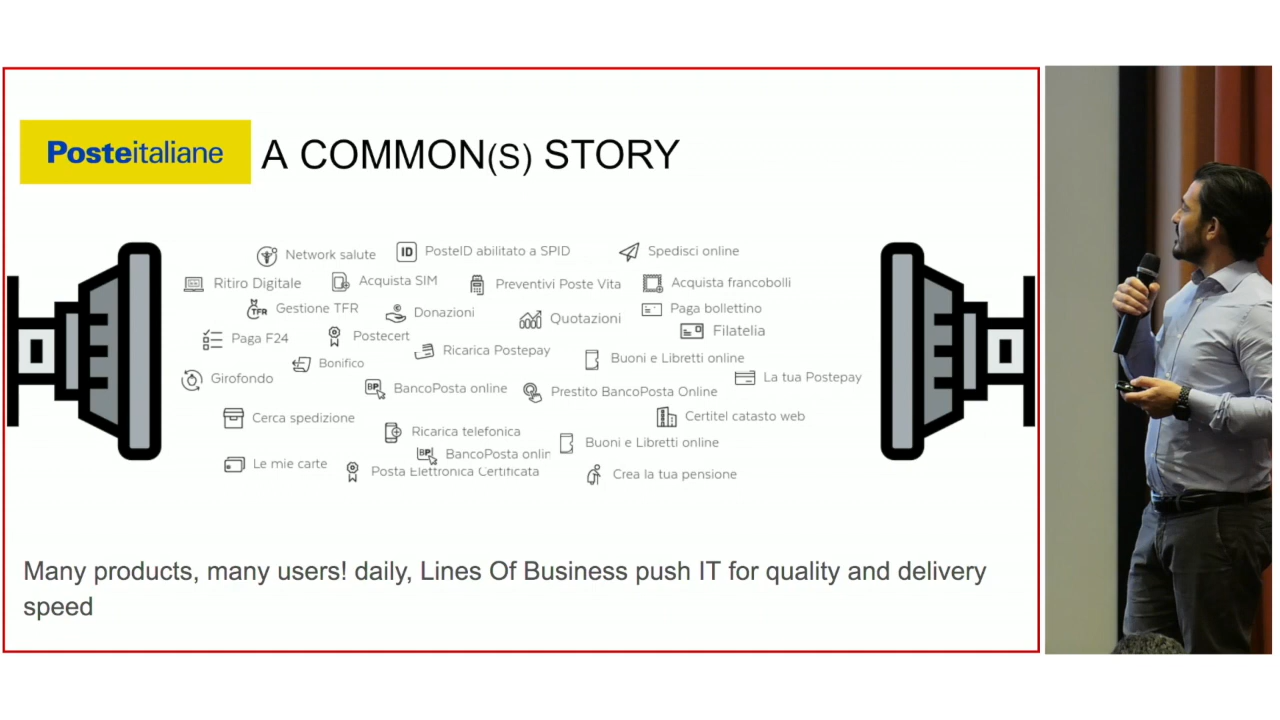 Posteitaliane
A COMMON(S) STORY
Network salute
ID
PosteID abilitato a SPID
Spedisci online
Ritiro Digitale
Acquista SIM
Preventivi Poste Vita
Acquista francobolli
TFR
Gestione TFR
Donazioni
Quotazioni
Paga bollettino
Paga F24
Postecert
Filatelia
Bonifico
Ricarica Postepay
Buoni e Libretti online
Girofondo
BP
BancoPosta online
Prestito BancoPosta Online
La tua Postepay
Cerca spedizione
Certitel catasto web
Ricarica telefonica
Buoni e Libretti online
BP
BancoPosta onlin
Le mie carte
Posta Elettronica Certificata
Crea la tua pensione
Many products, many users! daily, Lines Of Business push IT for quality and delivery
speed